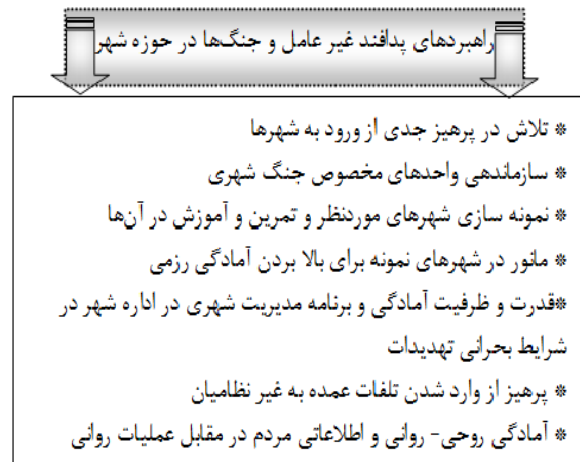 راهبردهای پدافند غیر عامل و جنگ‌ها در حوزه شهر
* تلاش در پرهیز جدی از ورود به شهرها
* سازماندهی واحدهای مخصوص جنگ شهری
* نمونه سازی شهرهای موردنظر و تمرین و آموزش در آن‌ها
* مانور در شهرهای نمونه برای بالا بردن آمادگی رزمی
*قدرت و ظرفیت آمادگی و برنامه مدیریت شهری در اداره شهر در
شرایط بحرانی تهدیدات
* پرهیز از وارد شدن تلفات عمده به غیر نظامیان
* آمادگی روحی- روانی و اطلاعاتی مردم در مقابل عملیات روانی